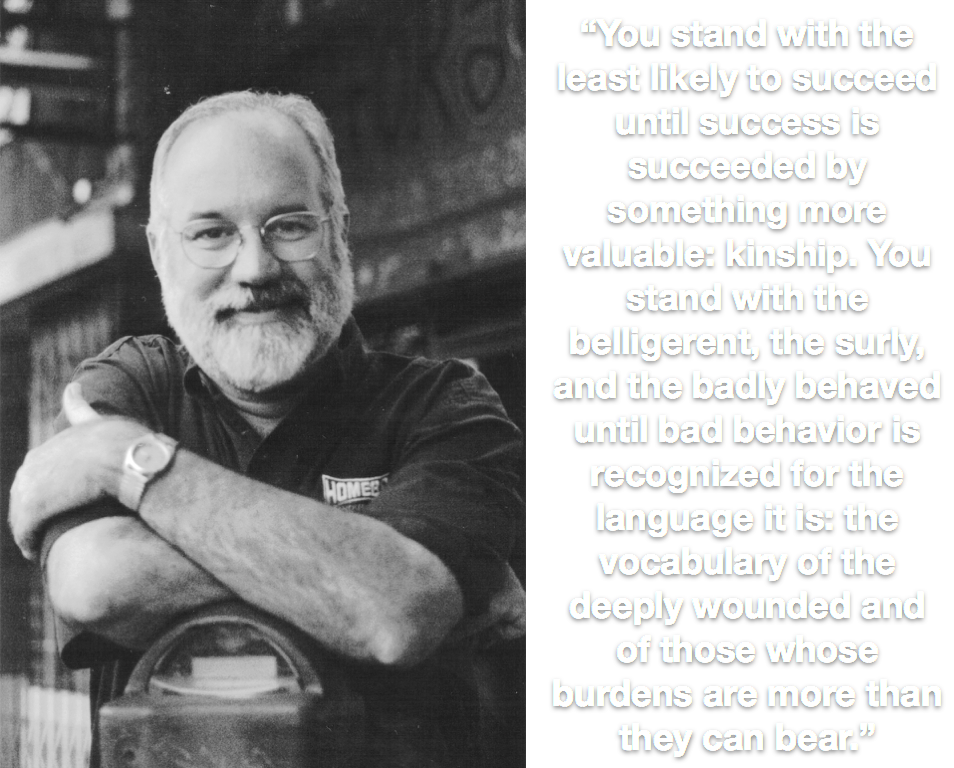 “You stand with the
least likely to succeed
until success is
succeeded by
something more
valuable: kinship. You
stand with the
belligerent, the surly,
and the badly behaved
until bad behavior is
recognized for the
language it is: the
vocabulary of the
deeply wounded and
of those whose
burdens are more than
they can bear.”